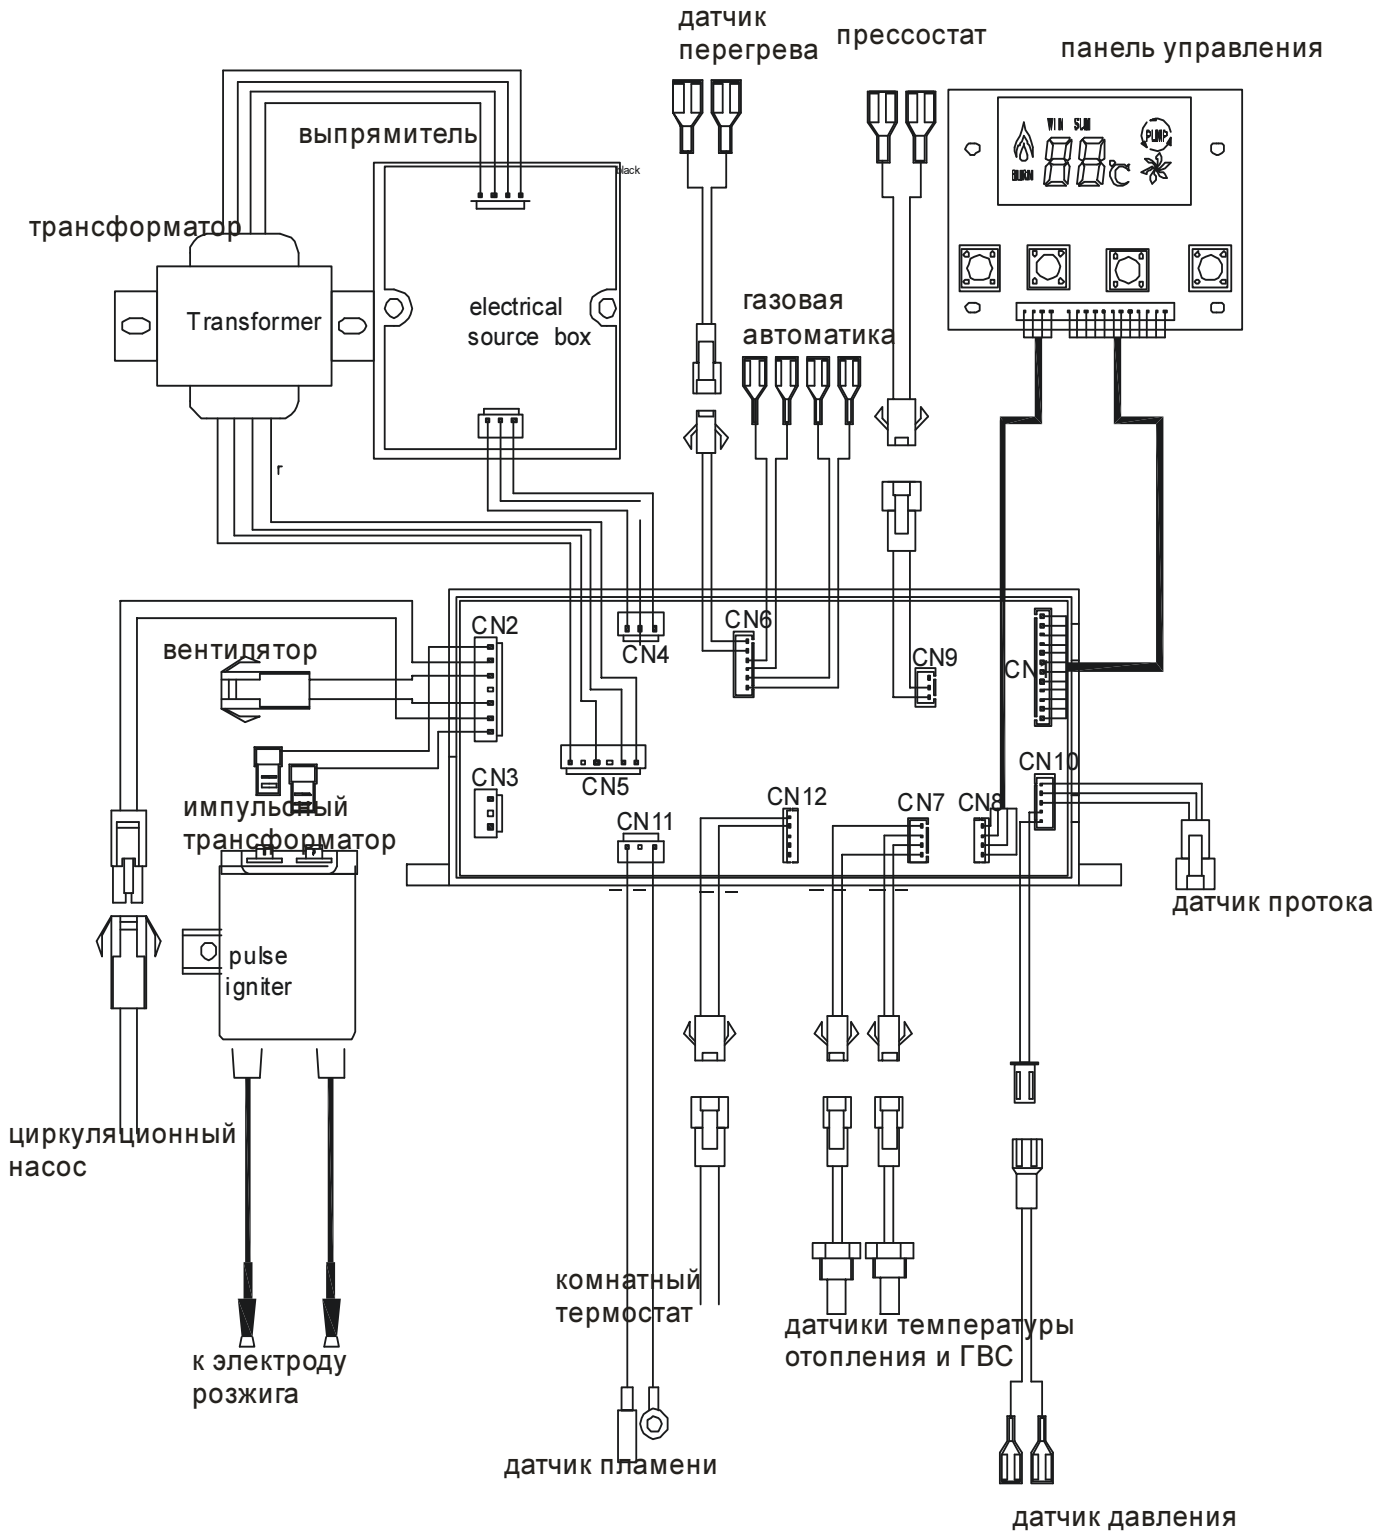 датчик
перегрева
прессостат
панель управления
выпрямитель
black
WIN SUM
PUMP
BURN
88℃
трансформатор
Transformer
electrical
source box
газовая
автоматика
r
CN2
CN4
CN6
CN9
CN1
вентилятор
CN3
CN5
CN10
CN12
CN7
CN8
CN11
импульсный
трансформатор
датчик протока
pulse
igniter
циркуляционный
насос
комнатный
термостат
датчики температуры
отопления и ГВС
к электроду
розжига
датчик пламени
датчик давления